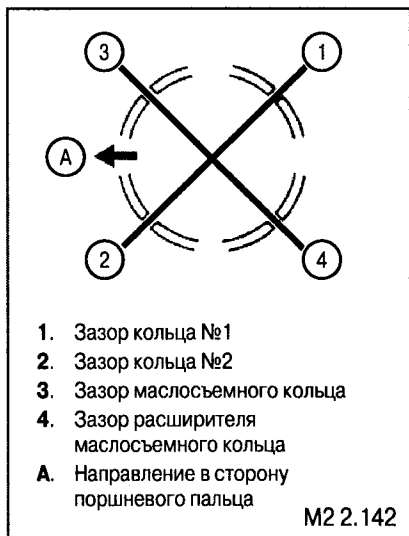 3
1
A
2
4
1. Зазор кольца №1
2. Зазор кольца №2
3. Зазор маслосъемного кольца
4. Зазор расширителя
маслосъемного кольца
A. Направление в сторону
поршневого пальца
M2 2.142